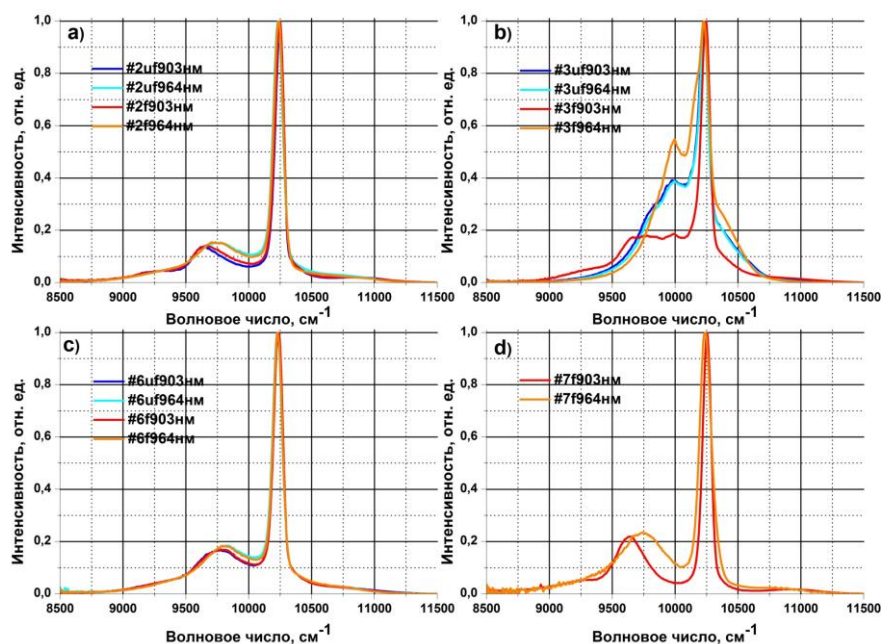 a)
#2uf903нм
#2uf964нм
#2f903нм
#2f964нм
Интенсивность, отн. ед.
1,0
0,8
0,6
0,4
0,2
0,0
8500 9000 9500 10000 10500 11000 11500
Волновое число, см-1
b)
#3uf903нм
#3uf964нм
#3f903нм
#3f964нм
Интенсивность, отн. ед.
1,0
0,8
0,6
0,4
0,2
0,0
8500 9000 9500 10000 10500 11000 11500
Волновое число, см-1
c)
#6uf903нм
#6uf964нм
#6f903нм
#6f964нм
Интенсивность, отн. ед.
1,0
0,8
0,6
0,4
0,2
0,0
8500 9000 9500 10000 10500 11000 11500
Волновое число, см-1
d)
#7f903нм
#7f964нм
Интенсивность, отн. ед.
1,0
0,8
0,6
0,4
0,2
0,0
8500 9000 9500 10000 10500 11000 11500
Волновое число, см-1